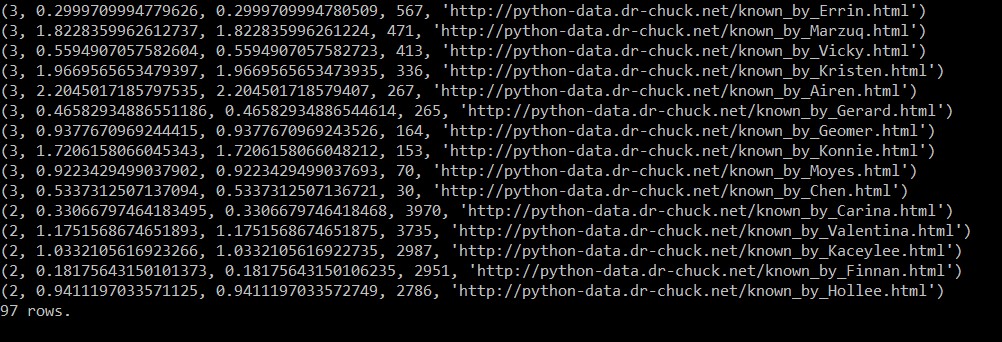 (3, 0.2999709994779626, 0.2999709994780509, 567, 'http://python-data.dr-chuck.net/known_by_Errin.html')
(3, 1.8228359962612737, 1.822835996261224, 471, 'http://python-data.dr-chuck.net/known_by_Marzuq.html')
(3, 0.5594907057582604, 0.5594907057582723, 413, 'http://python-data.dr-chuck.net/known_by_Vicky.html')
(3, 1.9669565653479397, 1.9669565653473935, 336, 'http://python-data.dr-chuck.net/known_by_Kristen.html')
(3, 2.2045017185797535, 2.204501718579407, 267, 'http://python-data.dr-chuck.net/known_by_Airen.html')
(3, 0.46582934886551186, 0.46582934886544614, 265, 'http://python-data.dr-chuck.net/known_by_Gerard.html')
(3, 0.9377670969244415, 0.9377670969243526, 164, 'http://python-data.dr-chuck.net/known_by_Geomer.html')
(3, 1.7206158066045343, 1.7206158066048212, 153, 'http://python-data.dr-chuck.net/known_by_Konnie.html')
(3, 0.9223429499037902, 0.9223429499037693, 70, 'http://python-data.dr-chuck.net/known_by_Moyes.html')
(3, 0.5337312507137094, 0.5337312507136721, 30, 'http://python-data.dr-chuck.net/known_by_Chen.html')
(2, 0.33066797464183495, 0.3306679746418468, 3970, 'http://python-data.dr-chuck.net/known_by_Carina.html')
(2, 1.1751568674651893, 1.1751568674651875, 3735, 'http://python-data.dr-chuck.net/known_by_Valentina.html')
(2, 1.0332105616923266, 1.0332105616922735, 2987, 'http://python-data.dr-chuck.net/known_by_Kaceylee.html')
(2, 0.18175643150101373, 0.18175643150106235, 2951, 'http://python-data.dr-chuck.net/known_by_Finnan.html')
(2, 0.9411197033571125, 0.9411197033572749, 2786, 'http://python-data.dr-chuck.net/known_by_Hollee.html')
97 rows.